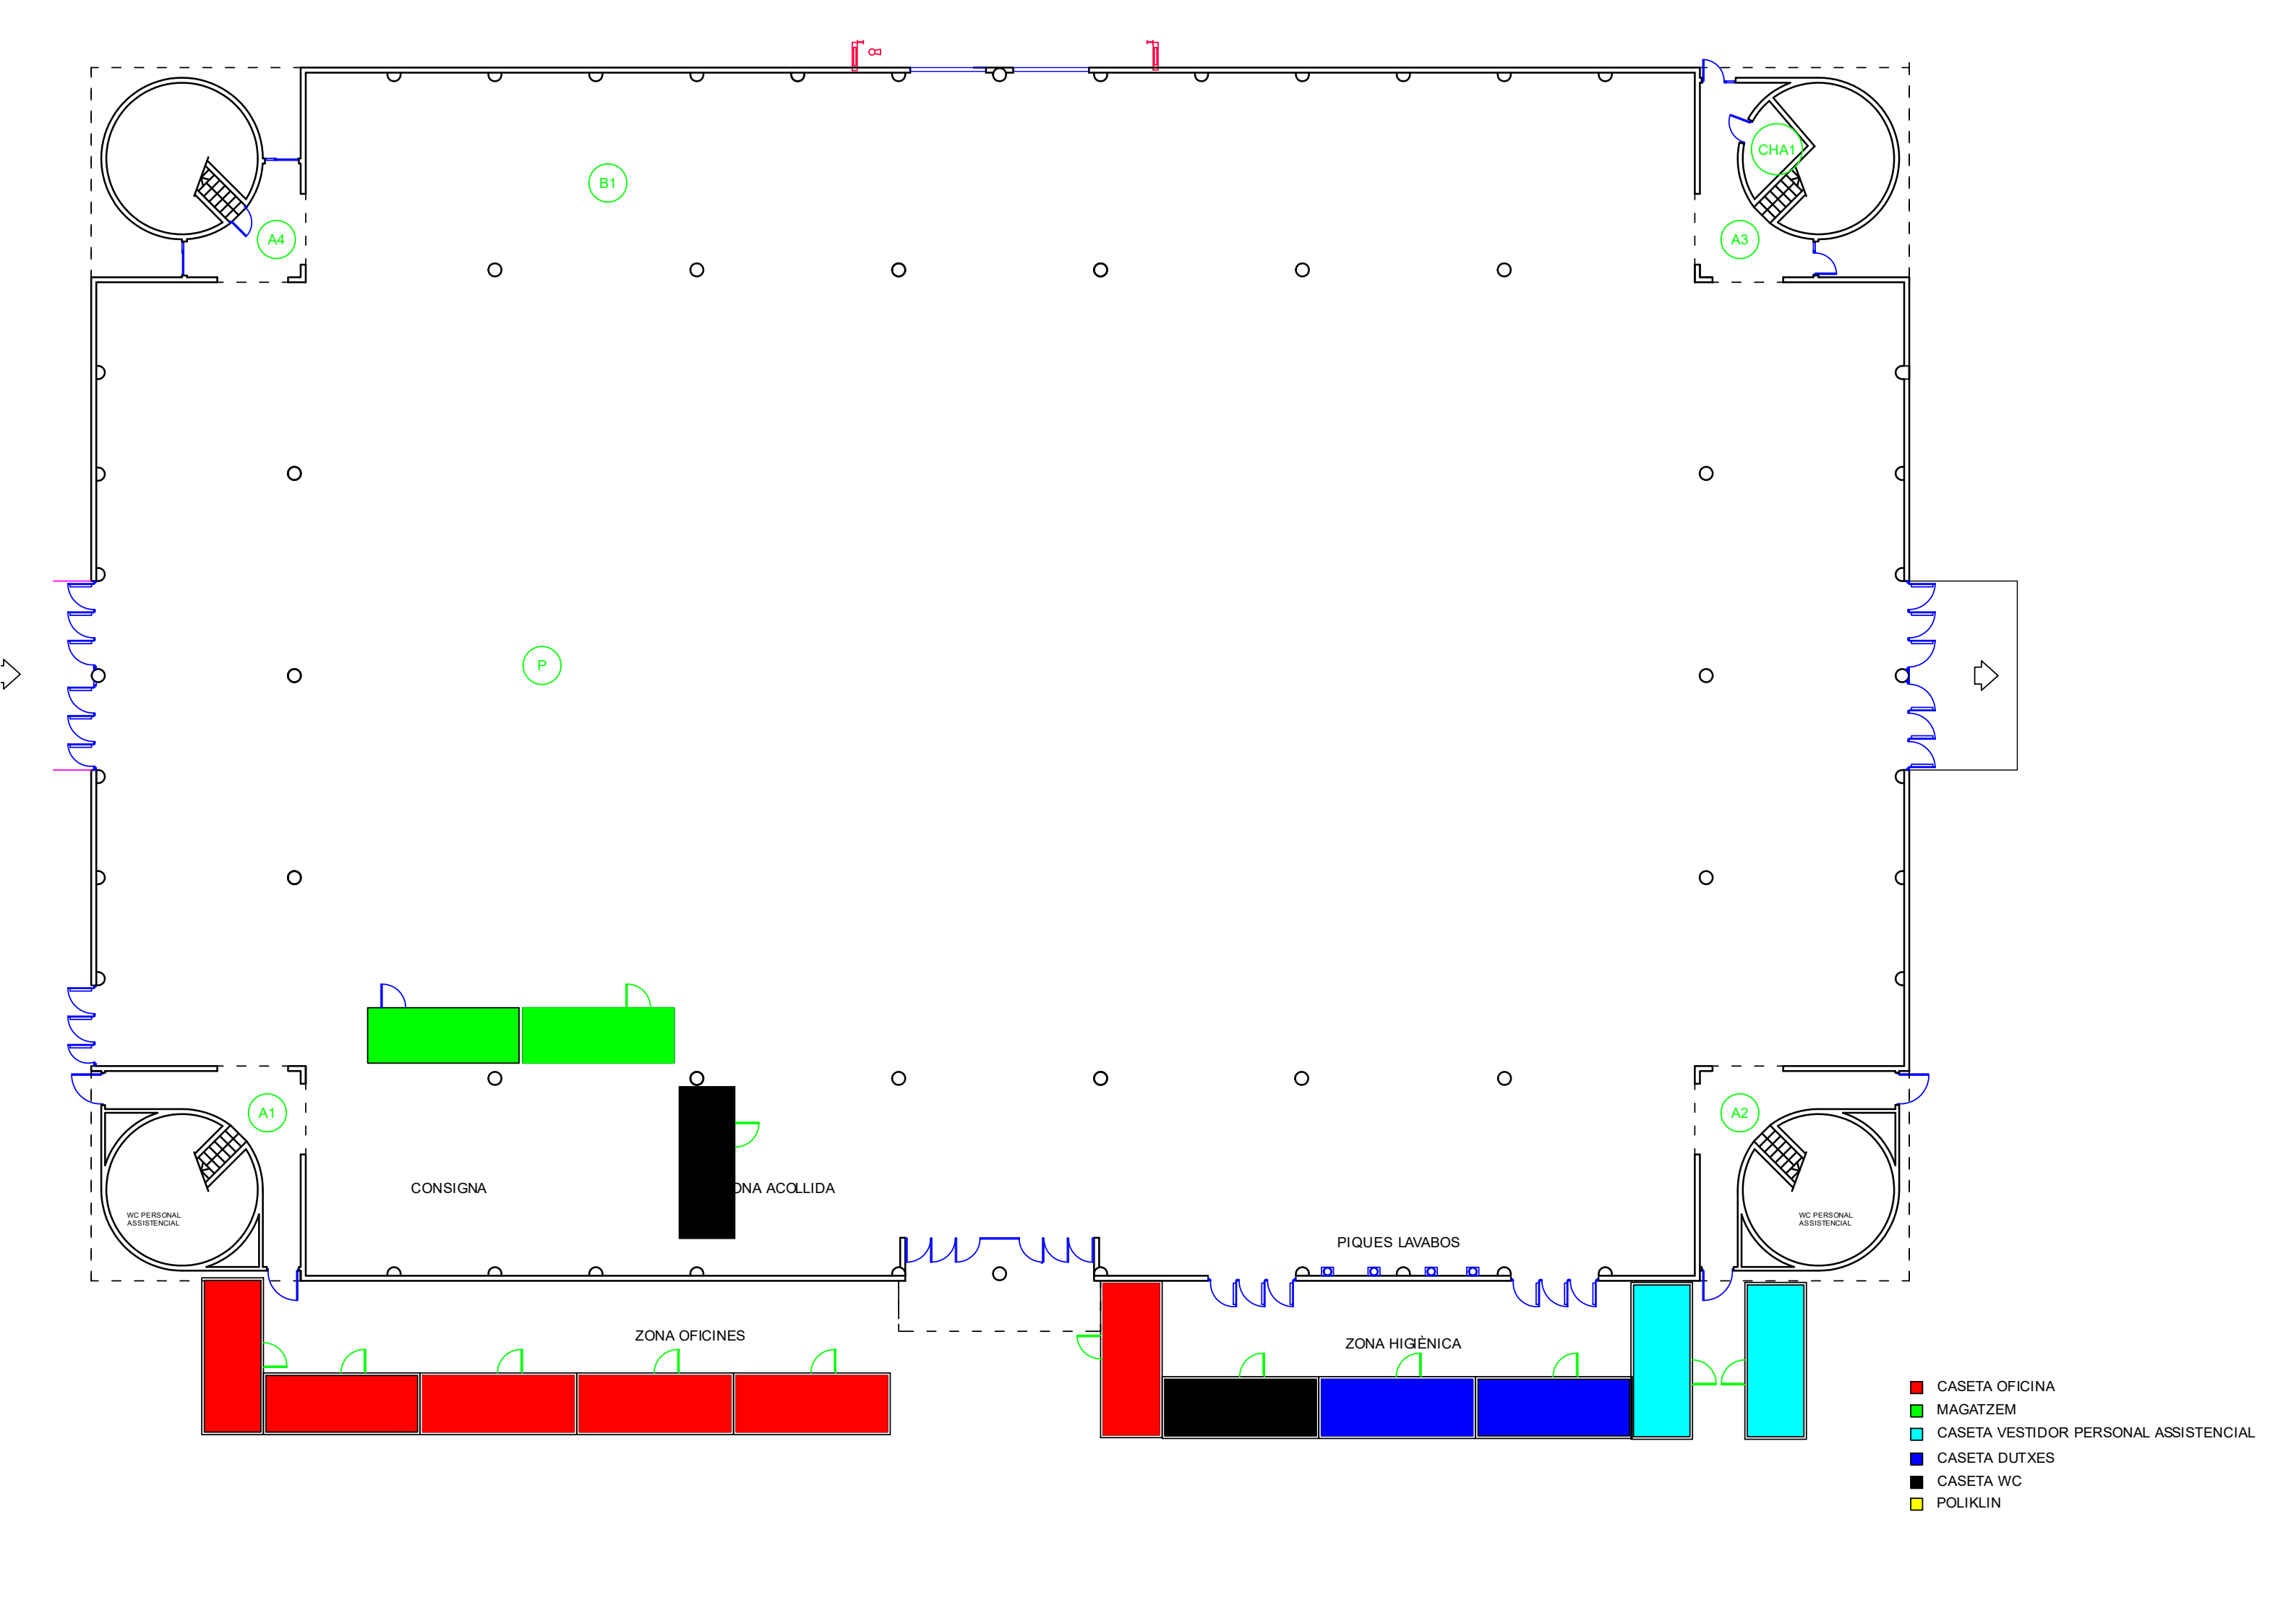 B1
CHA1
A4
A3
P
A1
A2
CONSIGNA
ONA ACOLLIDA
WC PERSONAL
ASSISTENCIAL
WC PERSONAL
ASSISTENCIAL
PIQUES LAVABOS
ZONA OFICINES
ZONA HIGIÈNICA
CASETA OFICINA
MAGATZEM
CASETA VESTIDOR PERSONAL ASSISTENCIAL
CASETA DUTXES
CASETA WC
POLIKLIN